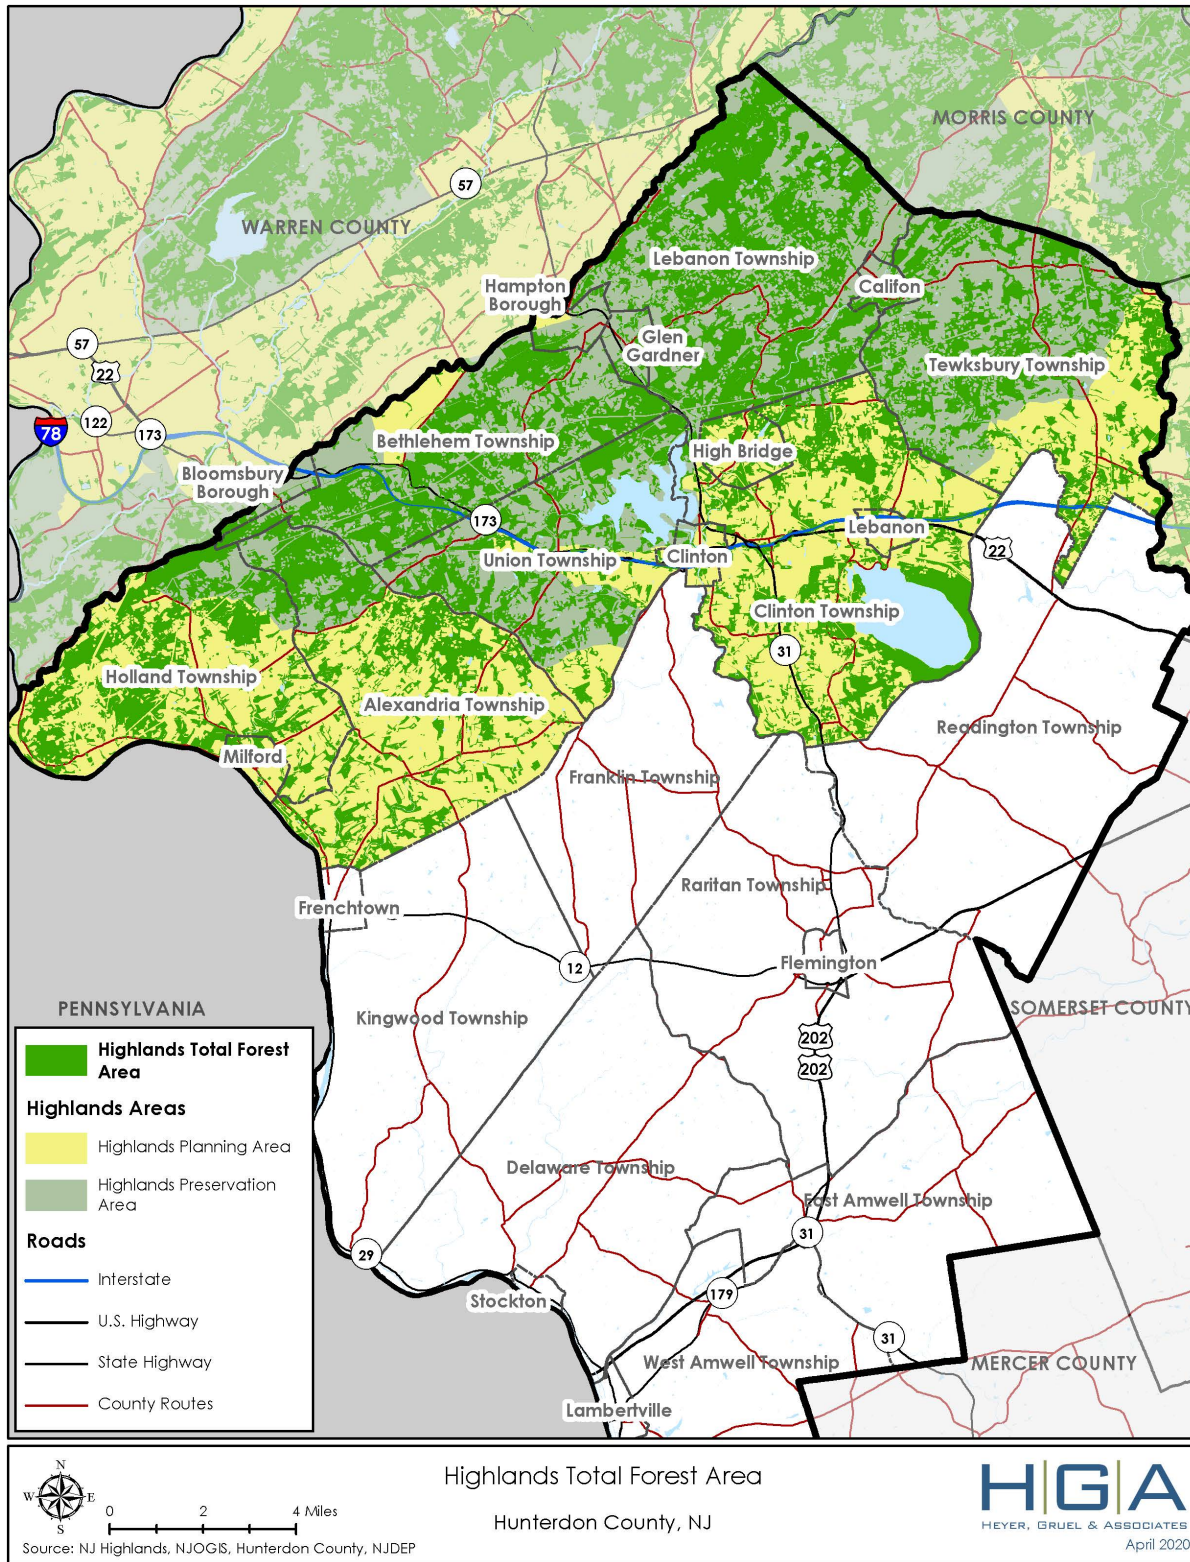 MORRIS COUNTY
57
WARREN COUNTY
Lebanon Township
Hampton
Borough
Califon
Glen
Gardner
57
22
Tewksbury Township
78
122
173
Bethlehem Township
High Bridge
Bloomsbury
Borough
173
Lebanon
22
Union Township
Clinton
Clinton Township
31
Holland Township
Alexandria Township
Readington Township
Milford
Franklin Township
Raritan Township
Frenchtown
12
Flemington
PENNSYLVANIA
SOMERSET COUNTY
Kingwood Township
202
202
Delaware Township
East Amwell Township
31
29
179
Stockton
31
West Amwell Township
MERCER COUNTY
Lambertville
Highlands Total Forest
Area
Highlands Areas
Highlands Planning Area
Highlands Preservation
Area
Roads
Interstate
U.S. Highway
State Highway
County Routes
N
W E
S
0 2 4 Miles
Source: NJ Highlands, NJOGIS, Hunterdon County, NJDEP
Highlands Total Forest Area
Hunterdon County, NJ
H|G|A
HEYER, GRUEL & ASSOCIATES
April 2020